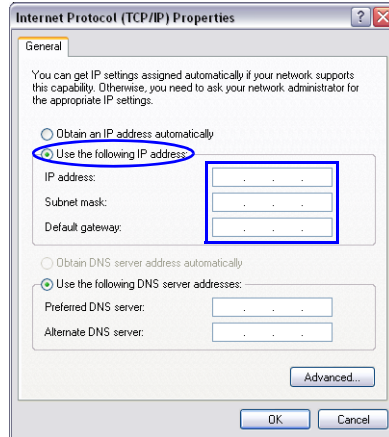 Internet Protocol (TCP/IP) Properties
General
You can get IP settings assigned automatically if your network supports
this capability. Otherwise, you need to ask your network administrator for
the appropriate IP settings.
Obtain an IP address automatically
Use the following IP address:
IP address:
Subnet mask:
Default gateway:
Obtain DNS server address automatically
Use the following DNS server addresses:
Preferred DNS server:
Alternate DNS server:
Advanced...
OK Cancel